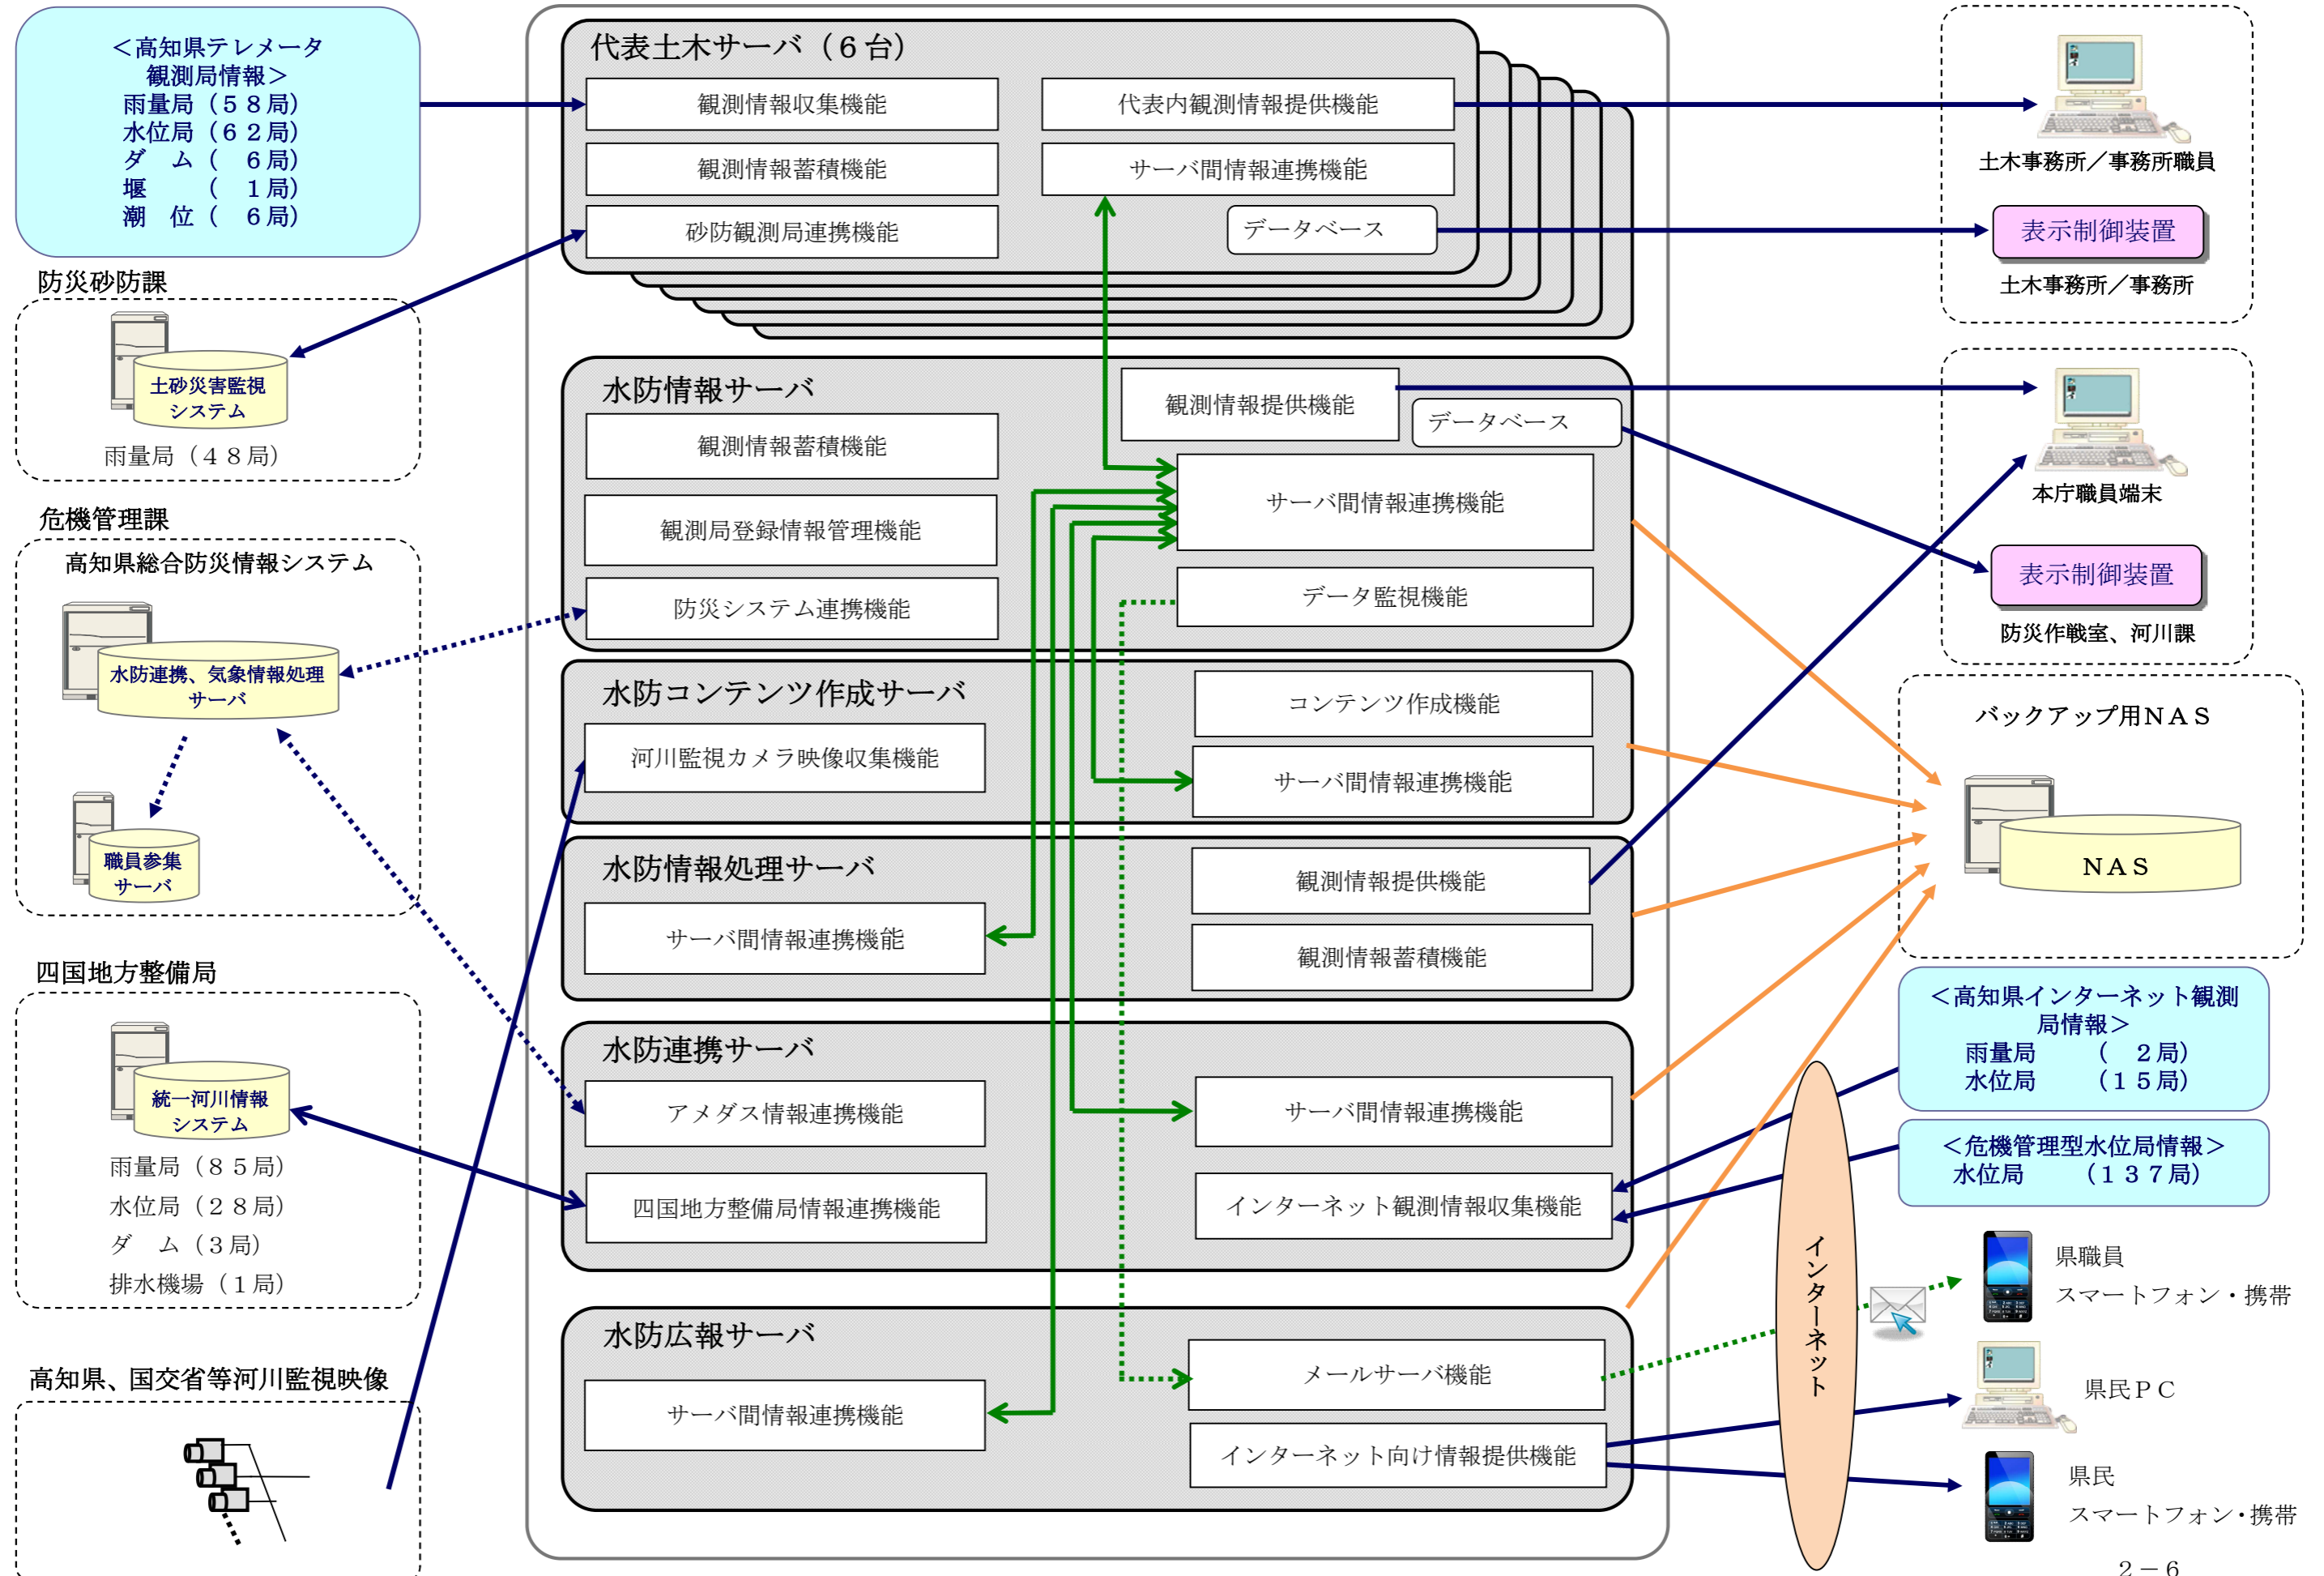 ＜高知県テレメータ
観測局情報＞
雨量局（５８局）
水位局（６２局）
ダ　ム（　６局）
堰　　（　１局）
潮　位（　６局）
防災砂防課
土砂災害監視
システム
雨量局（４８局）
危機管理課
高知県総合防災情報システム
水防連携、気象情報処理
サーバ
職員参集
サーバ
四国地方整備局
統一河川情報
システム
雨量局（８５局）
水位局（２８局）
ダ　ム（３局）
排水機場（１局）
高知県、国交省等河川監視映像
代表土木サーバ（６台）
観測情報収集機能
代表内観測情報提供機能
観測情報蓄積機能
サーバ間情報連携機能
砂防観測局連携機能
データベース
水防情報サーバ
観測情報提供機能
データベース
観測情報蓄積機能
サーバ間情報連携機能
観測局登録情報管理機能
データ監視機能
防災システム連携機能
水防コンテンツ作成サーバ
コンテンツ作成機能
河川監視カメラ映像収集機能
サーバ間情報連携機能
水防情報処理サーバ
観測情報提供機能
サーバ間情報連携機能
観測情報蓄積機能
水防連携サーバ
アメダス情報連携機能
サーバ間情報連携機能
四国地方整備局情報連携機能
インターネット観測情報収集機能
水防広報サーバ
メールサーバ機能
サーバ間情報連携機能
インターネット向け情報提供機能
土木事務所／事務所職員
表示制御装置
土木事務所／事務所
本庁職員端末
表示制御装置
防災作戦室、河川課
バックアップ用ＮＡＳ
ＮＡＳ
＜高知県インターネット観測
局情報＞
雨量局　　（　２局）
水位局　　（１５局）
＜危機管理型水位局情報＞
水位局　　（１３７局）
インターネット
県職員
スマートフォン・携帯
県民ＰＣ
県民
スマートフォン・携帯
２－６